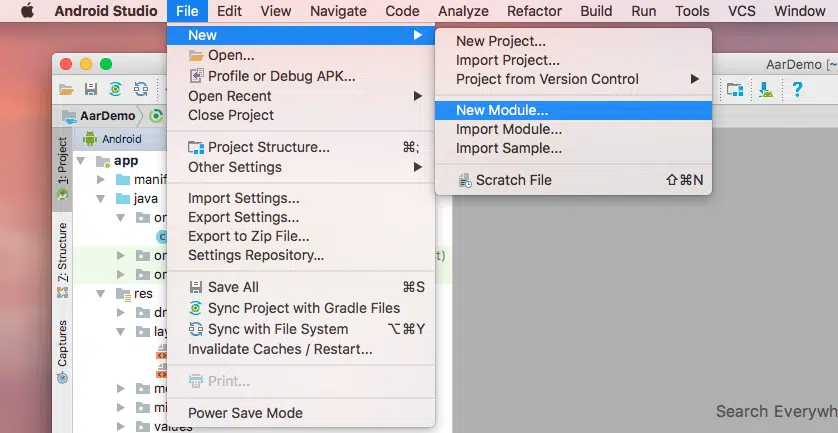 Android Studio File Edit View Navigate Code Analyze Refactor Build Run Tools VCS Window
New
Open...
Profile or Debug APK...
Open Recent
Close Project
Project Structure... ⌘;
Other Settings
Import Settings...
Export Settings...
Export to Zip File...
Settings Repository...
Save All ⌘S
Sync Project with Gradle Files
Sync with File System ⌥⌘Y
Invalidate Caches / Restart...
Print...
Power Save Mode
New Project...
Import Project...
Project from Version Control
New Module...
Import Module...
Import Sample...
Scratch File ⇧⌘N
AarDemo [~
AarDemo
Android
app
manif
java
or
or
or
t)
res
dr
lay
mi
values
1: Project
7: Structure
Captures
Search Everywh